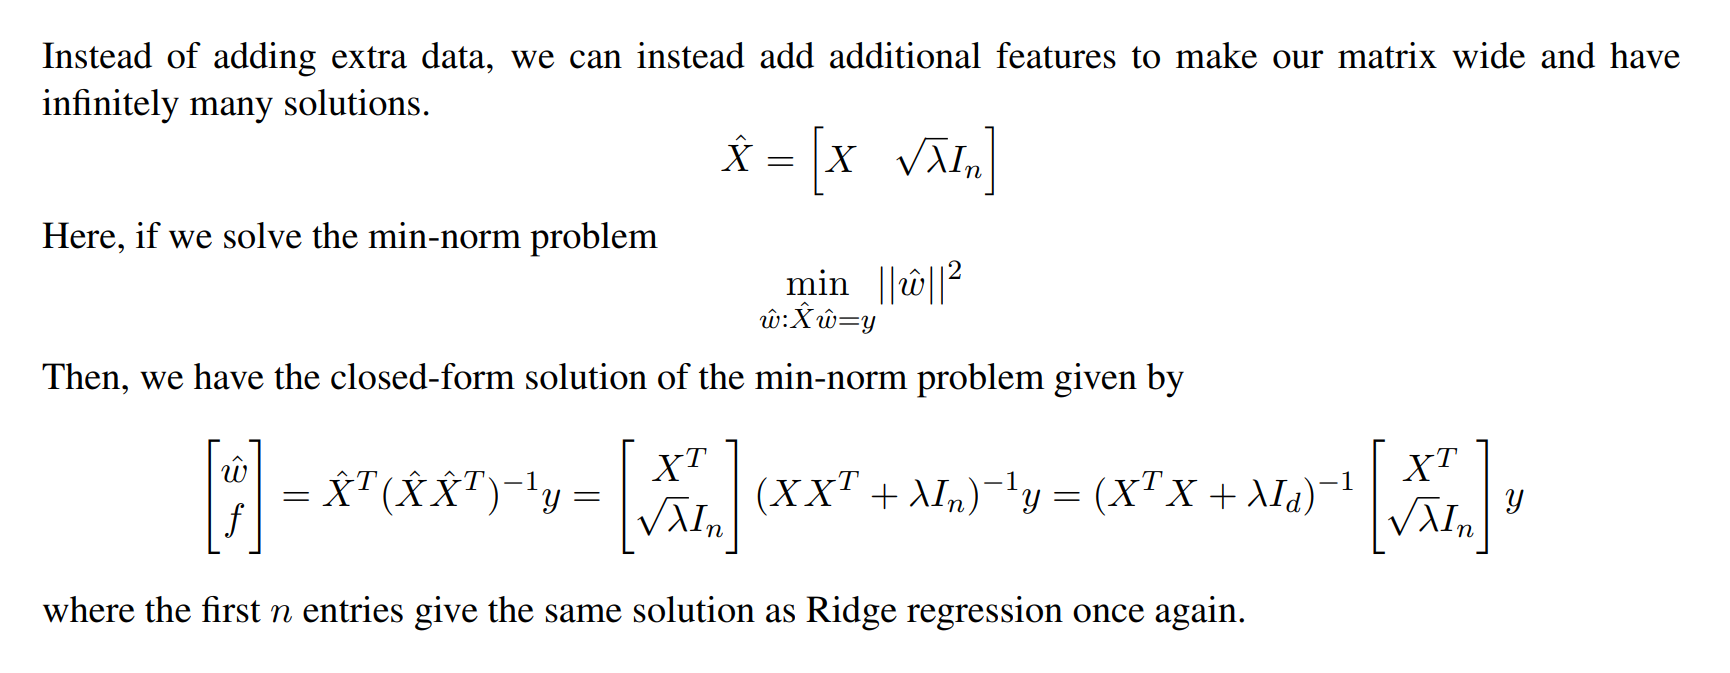 Instead of adding extra data, we can instead add additional features to make our matrix wide and have
infinitely many solutions.
$$\hat{X} = \begin{bmatrix} X & \sqrt{\lambda} I_n \end{bmatrix}$$
Here, if we solve the min-norm problem
$$\min_{\hat{w}:\hat{X}\hat{w}=y} ||\hat{w}||^2$$
Then, we have the closed-form solution of the min-norm problem given by
$$\begin{bmatrix} \hat{w} \\ f \end{bmatrix} = \hat{X}^T(\hat{X}\hat{X}^T)^{-1}y = \begin{bmatrix} X^T \\ \sqrt{\lambda} I_n \end{bmatrix} (XX^T + \lambda I_n)^{-1}y = (X^TX + \lambda I_d)^{-1} \begin{bmatrix} X^T \\ \sqrt{\lambda} I_n \end{bmatrix} y$$
where the first $n$ entries give the same solution as Ridge regression once again.